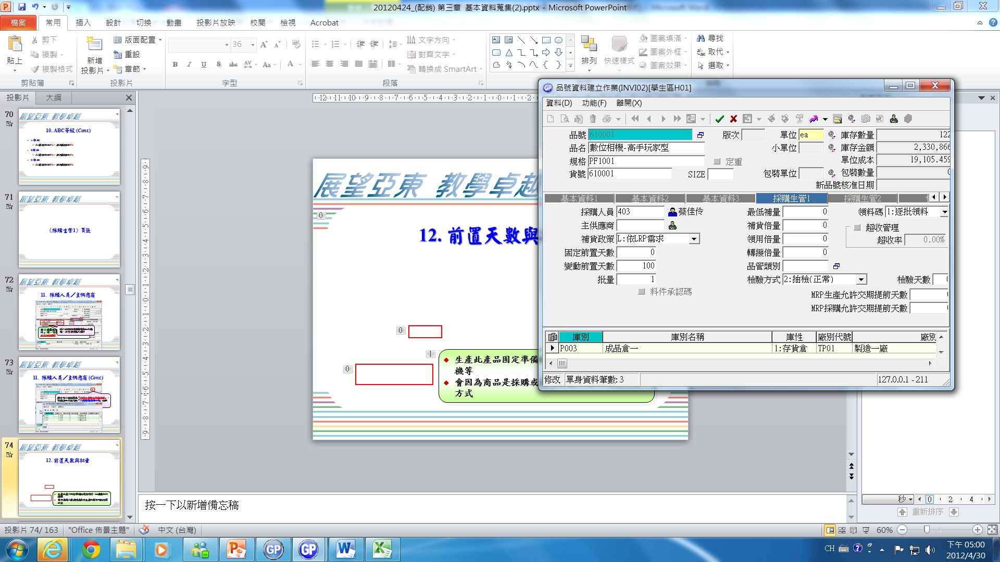 20120424_(配銷) 第三章 基本資料蒐集(2).pptx - Microsoft PowerPoint
檔案 常用 插入 設計 切換 動畫 投影片放映 校閱 檢視 Acrobat
貼上 剪下 複製 複製格式
剪貼簿
新增投影片 版面配置 重設 章節
投影片
36
B I U S abc AV Aa A
字型
文字方向 對齊文字 轉換成 SmartArt
段落
排列 快速樣式 圖案填滿 圖案外框 圖案效果
尋找 取代 選取
投影片 大綱
70
展望亞東 教學卓越
10. ABC等級 (Cont.)
71
展望亞東 教學卓越
《採購生管1》頁籤
72
展望亞東 教學卓越
11. 採購人員／主供應商
73
展望亞東 教學卓越
11. 採購人員／主供應商 (Cont.)
74
展望亞東 教學卓越
12. 前置天數與批量
展望亞東 教學卓越
0
12. 前置天數與
0
1
0
生產此產品固定準備
機等
會因為商品是採購或
方式
按一下以新增備忘稿
品號資料建立作業(INVI02)[學生區H01]
資料(D) 功能(F) 離開(X)
品號 610001 版次 單位 ea 庫存數量 122
品名 數位相機-高手玩家型 小單位 庫存金額 2,330,866
規格 PF1001 定重 單位成本 19,105.459
貨號 610001 SIZE 包裝單位 包裝數量 0
新品號核准日期
基本資料1 基本資料2 基本資料3 採購生管1 採購生管2
採購人員 403 蔡佳伶 最低補量 0 領料碼 1:逐批領料
主供應商 補貨倍量 0 超收管理
補貨政策 L:依LRP需求 領用倍量 0 超收率 0.00%
固定前置天數 0 轉撥倍量 0
變動前置天數 100 品管類別
批量 1 檢驗方式 2:抽檢(正常) 檢驗天數
料件承認碼
MRP生產允許交期提前天數
MRP採購允許交期提前天數
庫別 庫別名稱 庫性 廠別代號 廠別
P003 成品倉一 1:存貨倉 TP01 製造一廠
修改 單身資料筆數: 3 127.0.0.1 - 211
秒 0 2 4
重新排序
投影片 74/ 163 "Office 佈景主題" 中文 (台灣) 60%
CH
下午 05:00
2012/4/30